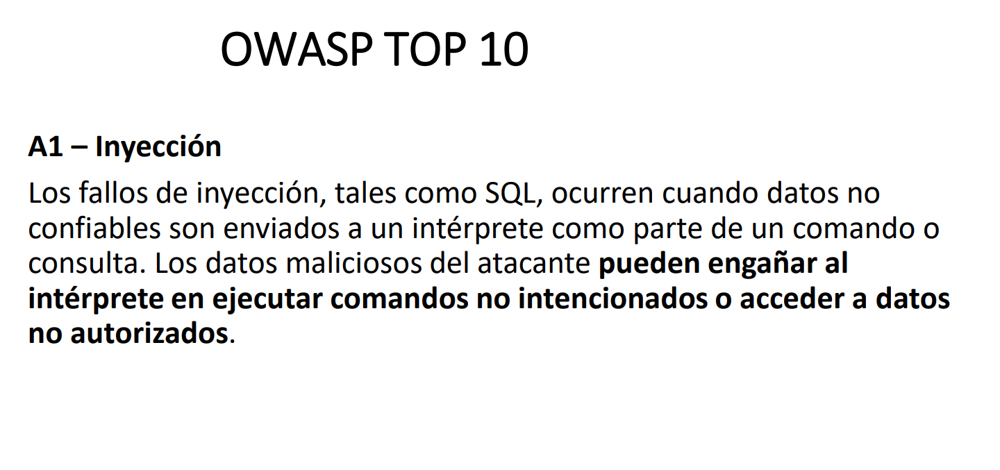 OWASP TOP 10
A1 – Inyección
Los fallos de inyección, tales como SQL, ocurren cuando datos no
confiables son enviados a un intérprete como parte de un comando o
consulta. Los datos maliciosos del atacante pueden engañar al
intérprete en ejecutar comandos no intencionados o acceder a datos
no autorizados.